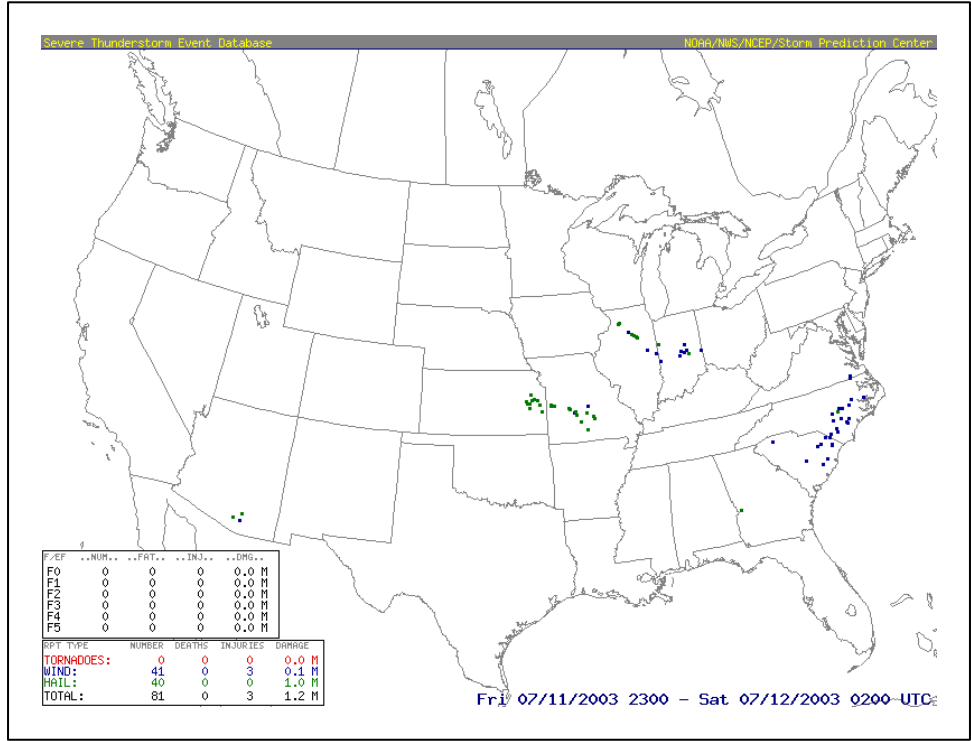 Severe Thunderstorm Event Database NOAA/NWS/NCEP/Storm Prediction Center
F/EF ..NUM.. ..FAT.. ..INJ.. ..DMG..
F0 0 0 0 0.0 M
F1 0 0 0 0.0 M
F2 0 0 0 0.0 M
F3 0 0 0 0.0 M
F4 0 0 0 0.0 M
F5 0 0 0 0.0 M
RPT TYPE NUMBER DEATHS INJURIES DAMAGE
TORNADOES: 0 0 0 0.0 M
WIND: 41 0 3 0.1 M
HAIL: 40 0 0 1.0 M
TOTAL: 81 0 3 1.2 M
Fri 07/11/2003 2300 - Sat 07/12/2003 0200 UTC